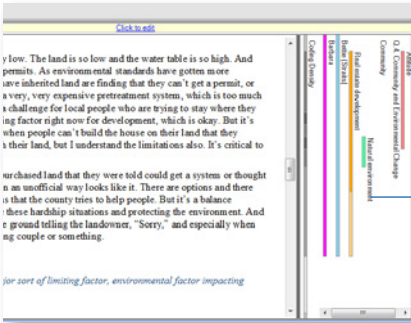 Click to edit
y low. The land is so low and the water table is so high. And
permits. As environmental standards have gotten more
ave inherited land are finding that they can't get a permit, or
a very, very expensive pretreatment system, which is too much
a challenge for local people who are trying to stay where they
ing factor right now for development, which is okay. But it's
when people can't build the house on their land that they
n their land, but I understand the limitations also. It's critical to
urchased land that they were told could get a system or thought
n an unofficial way looks like it. There are options and there
s that the county tries to help people. But it's a balance
these hardship situations and protecting the environment. And
e ground telling the landowner, "Sorry," and especially when
ng couple or something.
jor sort of limiting factor, environmental factor impacting
Attitude
Q.4. Community and Environmental Change
Community
Natural environment
Real estate development
Bebe (Straits)
Barbara
Coding Density